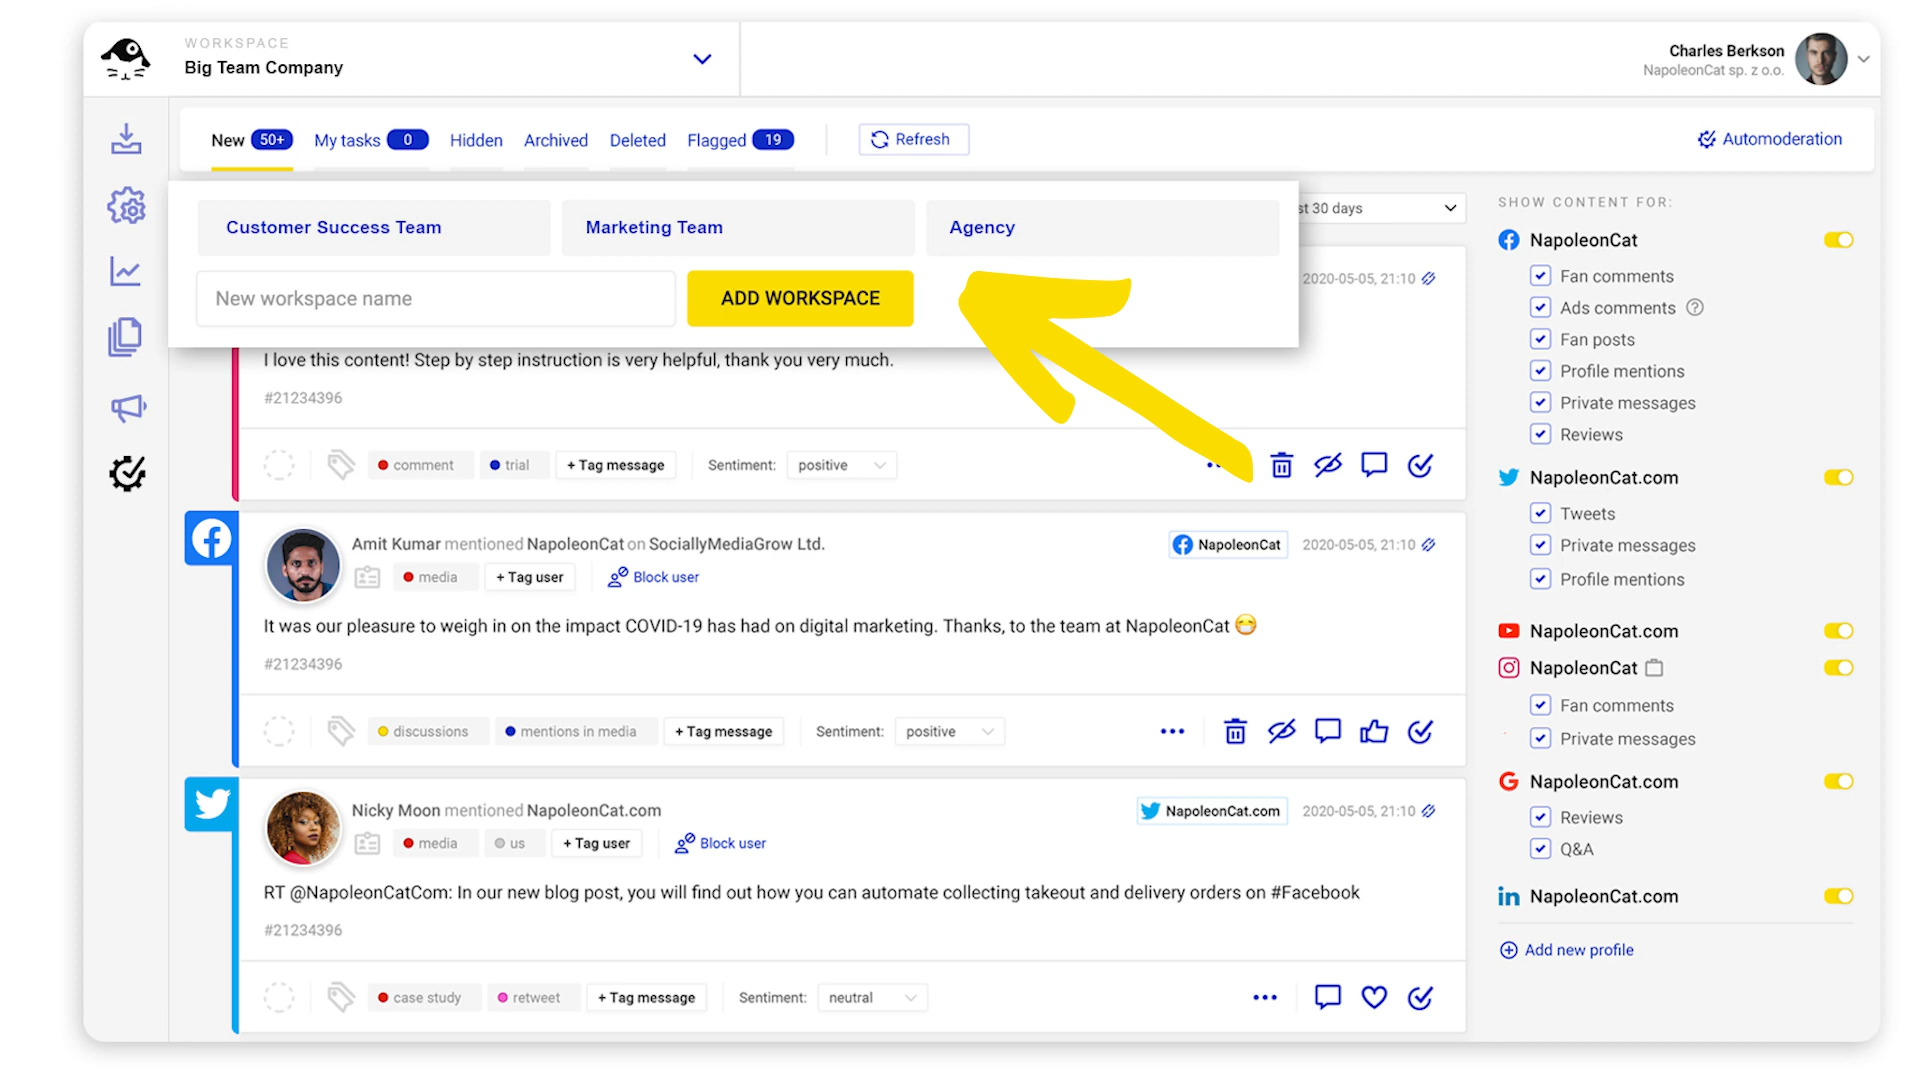 WORKSPACE
Big Team Company
Charles Berkson
NapoleonCat sp. z o.o.
New 50+ My tasks 0 Hidden Archived Deleted Flagged 19 Refresh Automoderation
Customer Success Team Marketing Team Agency
New workspace name ADD WORKSPACE
st 30 days
2020-05-05, 21:10
I love this content! Step by step instruction is very helpful, thank you very much.
#21234396
comment trial + Tag message Sentiment: positive
Amit Kumar mentioned NapoleonCat on SociallyMediaGrow Ltd. NapoleonCat 2020-05-05, 21:10
media + Tag user Block user
It was our pleasure to weigh in on the impact COVID-19 has had on digital marketing. Thanks, to the team at NapoleonCat 😷
#21234396
discussions mentions in media + Tag message Sentiment: positive
Nicky Moon mentioned NapoleonCat.com NapoleonCat.com 2020-05-05, 21:10
media us + Tag user Block user
RT @NapoleonCatCom: In our new blog post, you will find out how you can automate collecting takeout and delivery orders on #Facebook
#21234396
case study retweet + Tag message Sentiment: neutral
SHOW CONTENT FOR:
NapoleonCat
Fan comments
Ads comments ?
Fan posts
Profile mentions
Private messages
Reviews
NapoleonCat.com
Tweets
Private messages
Profile mentions
NapoleonCat.com
NapoleonCat
Fan comments
Private messages
NapoleonCat.com
Reviews
Q&A
in NapoleonCat.com
Add new profile